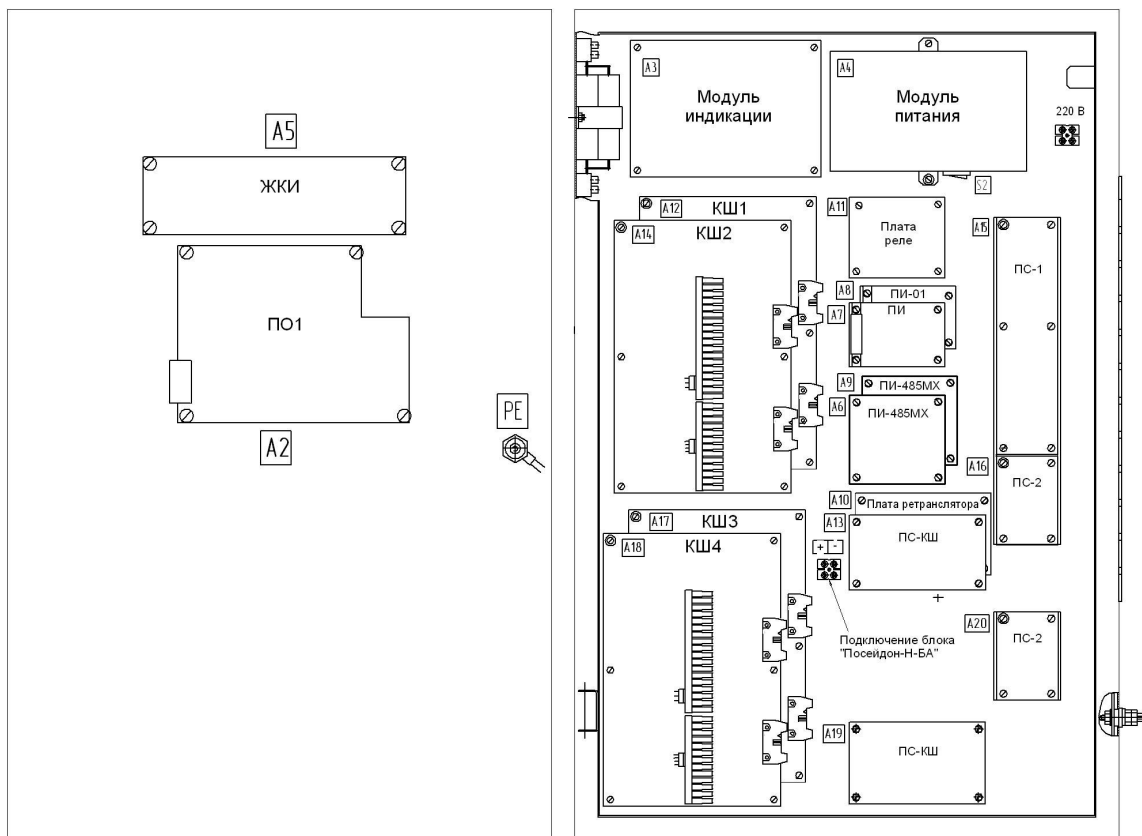 A5
ЖКИ
ПО1
A2
PE
A3
Модуль
индикации
A4
Модуль
питания
220 В
S2
A12
КШ1
A14
КШ2
A11
Плата
реле
A15
ПС-1
A8
ПИ-01
A7
ПИ
A9
ПИ-485МХ
A6
ПИ-485МХ
A16
ПС-2
A10
Плата ретранслятора
A13
ПС-КШ
A17
КШ3
A18
КШ4
+ -
Подключение блока
"Посейдон-Н-БА"
A20
ПС-2
A19
ПС-КШ